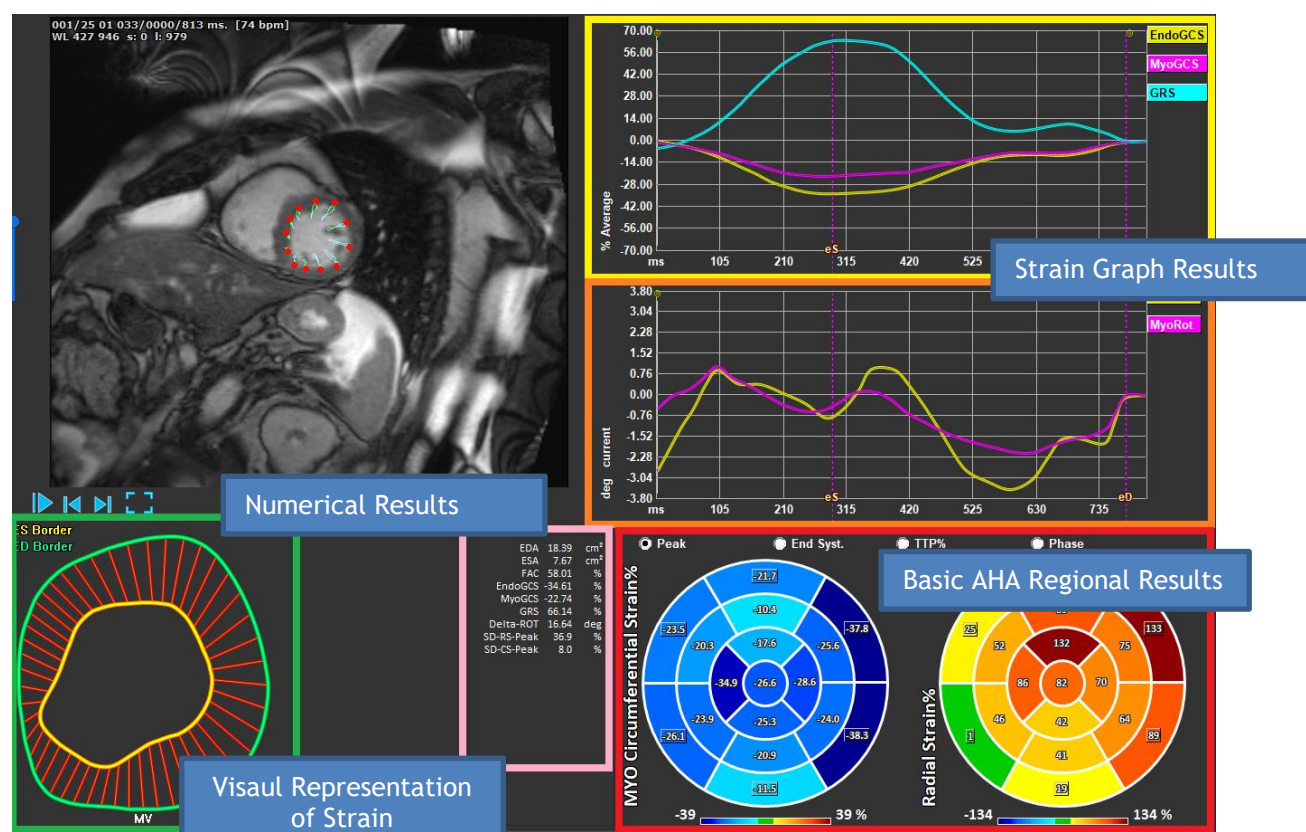 001/25 01 033/0000/813 ms. [74 bpm]
WL 427 946 s: 0 l: 979
70.00
56.00
42.00
28.00
14.00
0.00
-14.00
-28.00
-42.00
-56.00
-70.00
% Average
EndoGCS
MyoGCS
GRS
eS
ms 105 210 315 420 525
Strain Graph Results
3.80
3.04
2.28
1.52
0.76
0.00
-0.76
-1.52
-2.28
-3.04
-3.80
deg current
MyoRot
eS
eD
ms 105 210 315 420 525 630 735
Numerical Results
ES Border
ED Border
MV
Visaul Representation
of Strain
EDA 18.39 cm²
ESA 7.67 cm²
FAC 58.01 %
EndoGCS -34.61 %
MyoGCS -22.74 %
GRS 66.14 %
Delta-ROT 16.64 deg
SD-RS-Peak 36.9 %
SD-CS-Peak 8.0 %
Peak End Syst. TTP% Phase
Basic AHA Regional Results
MYO Circumferential Strain%
-21.7
-10.4
-23.5 -37.8
-20.3 -17.6 -25.6
-34.9 -26.6 -28.6
-23.9 -25.3 -24.0
-26.1 -38.3
-20.9
-11.5
-39 39 %
Radial Strain%
25 133
52 132 75
86 82 70
46 42 64
1 89
41
19
-134 134 %